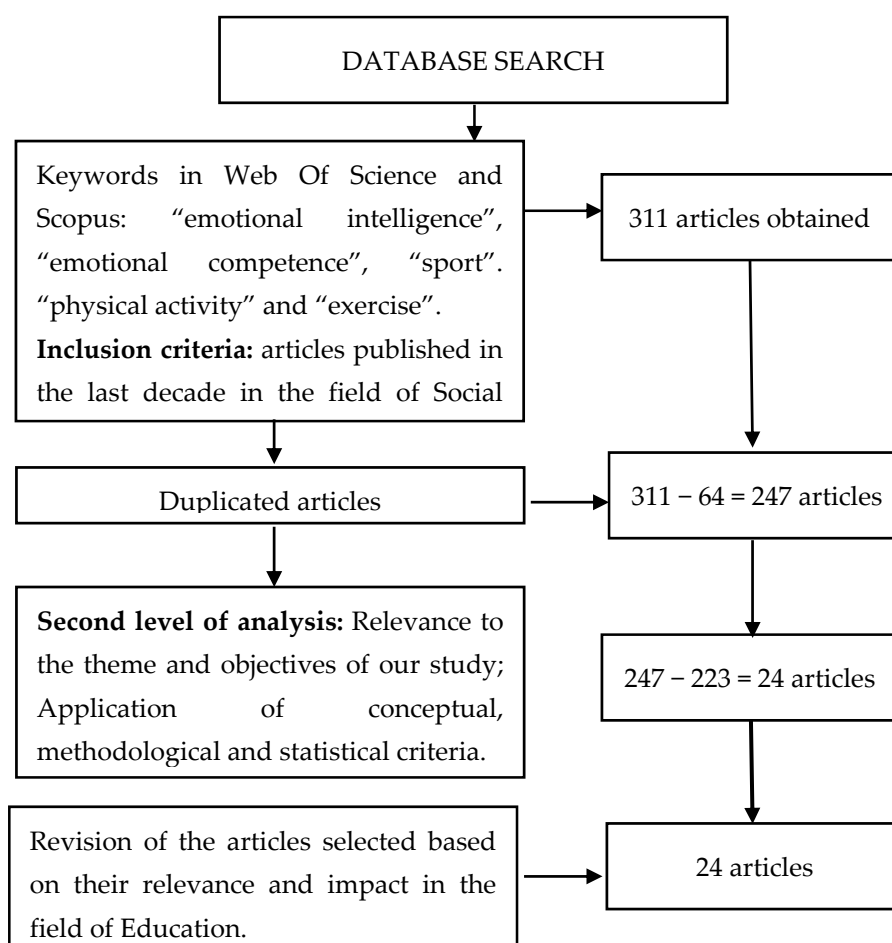 DATABASE SEARCH
Keywords in Web Of Science and
Scopus: “emotional intelligence”,
“emotional competence”, “sport”.
“physical activity” and “exercise”.
Inclusion criteria: articles published in
the last decade in the field of Social
311 articles obtained
Duplicated articles
311 − 64 = 247 articles
Second level of analysis: Relevance to
the theme and objectives of our study;
Application of conceptual,
methodological and statistical criteria.
247 − 223 = 24 articles
Revision of the articles selected based
on their relevance and impact in the
field of Education.
24 articles